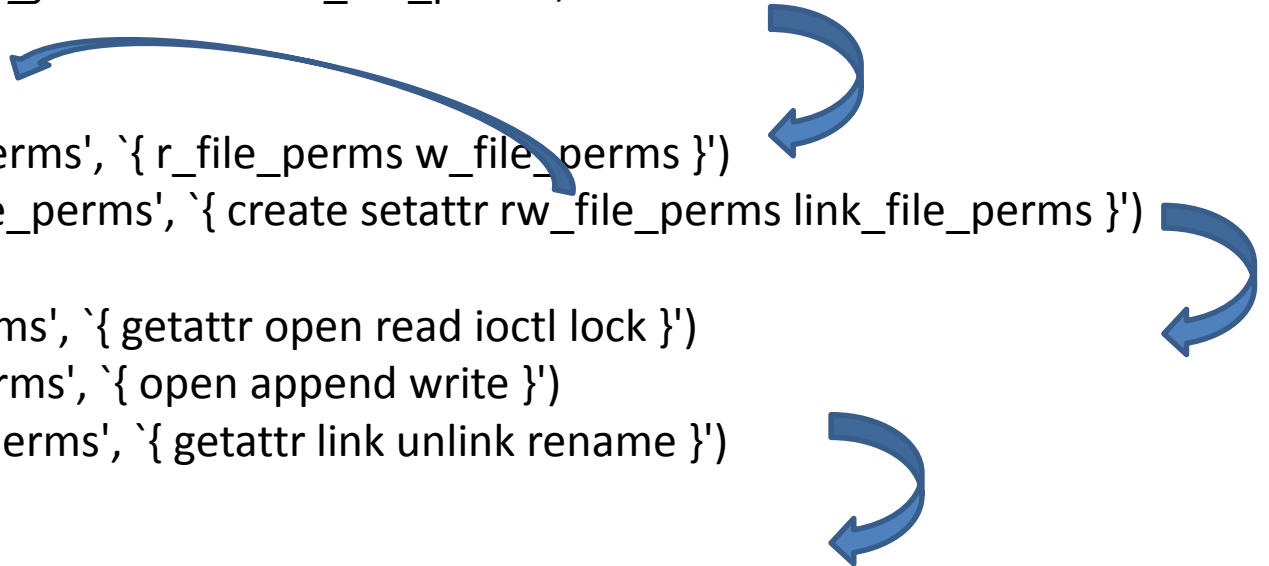 erms', `{ r_file_perms w_file_perms }')
e_perms', `{ create setattr rw_file_perms link_file_perms }')
ms', `{ getattr open read ioctl lock }')
rms', `{ open append write }')
perms', `{ getattr link unlink rename }')